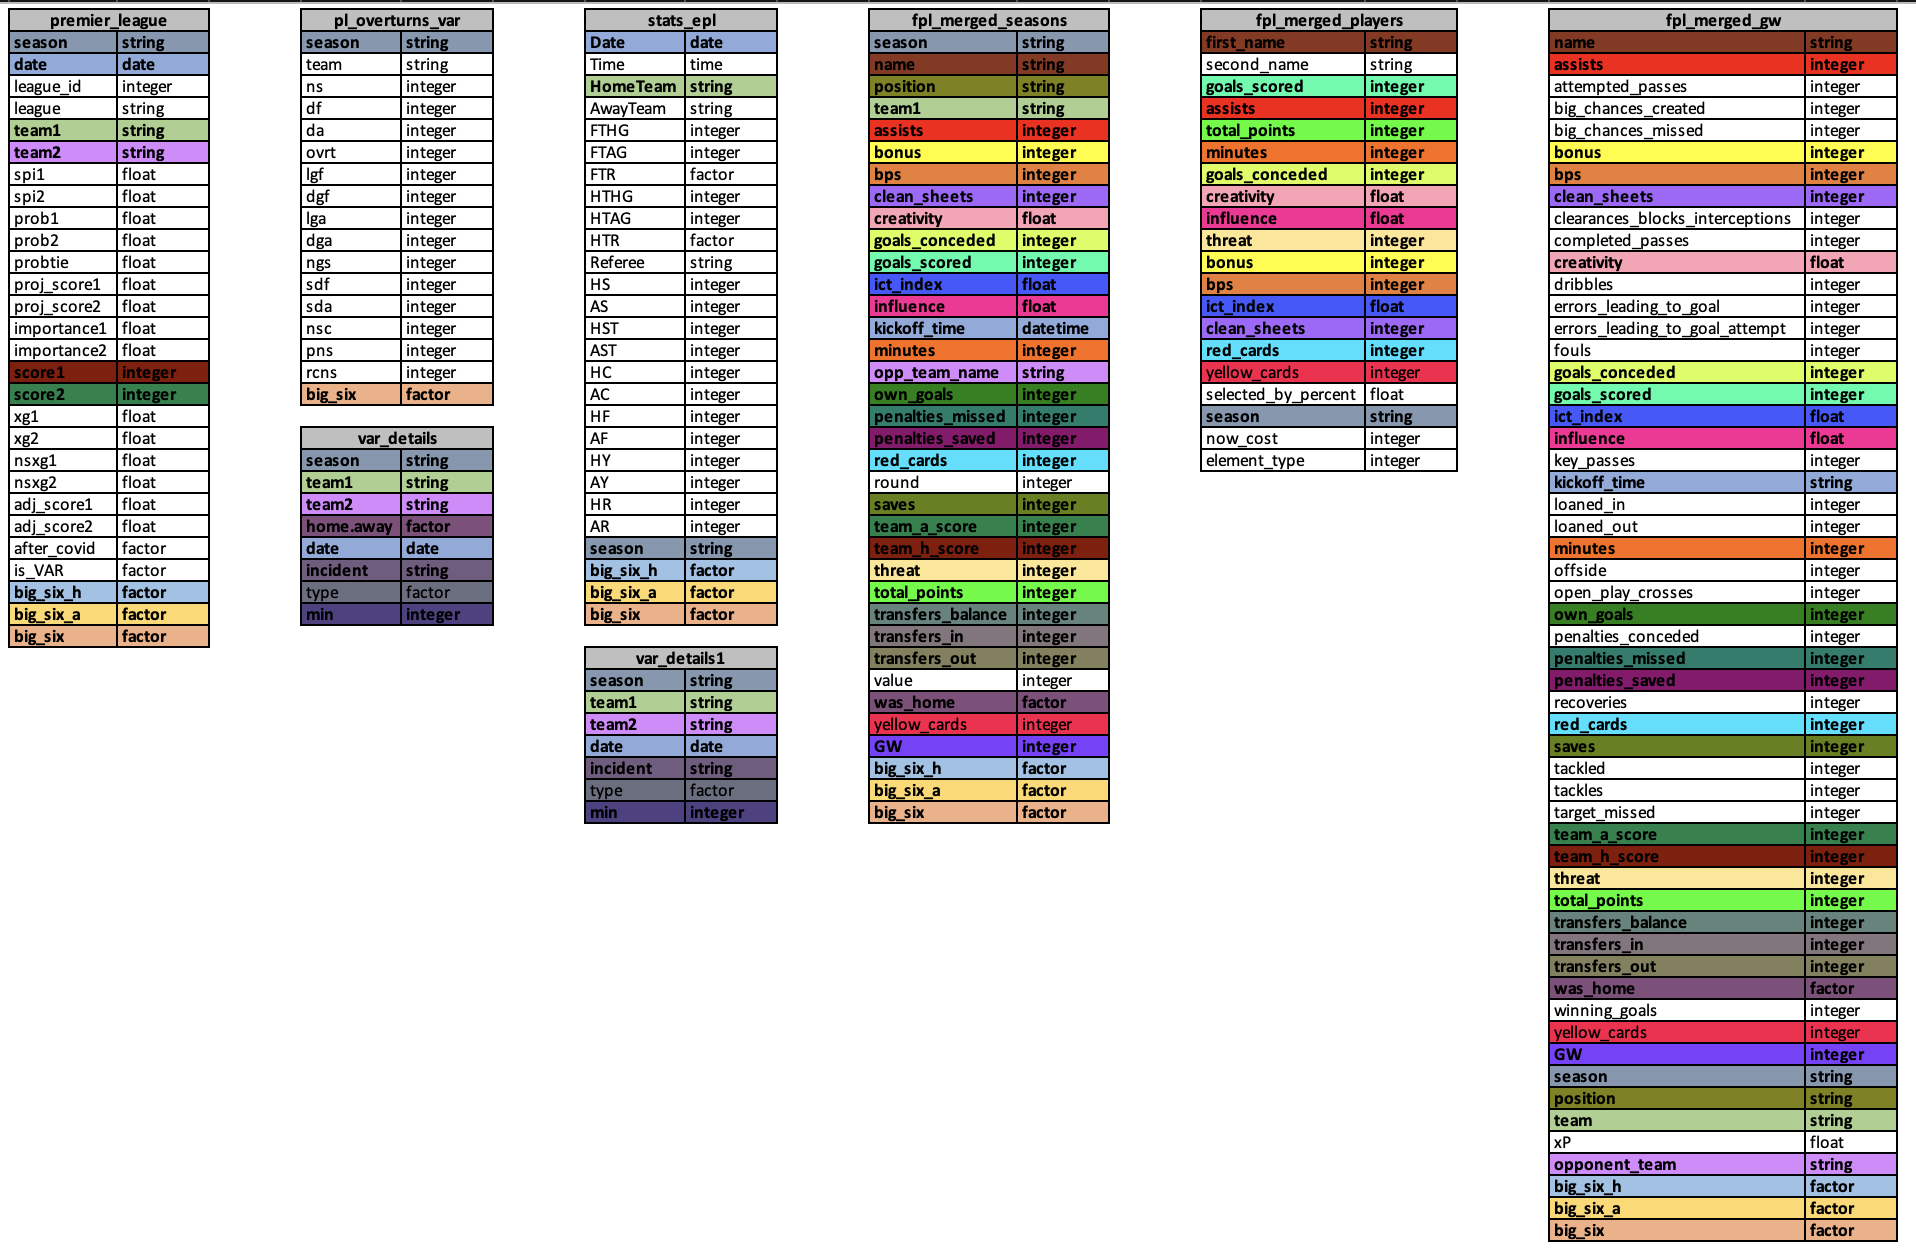 premier_league
season string
date date
league_id integer
league string
team1 string
team2 string
spi1 float
spi2 float
prob1 float
prob2 float
probtie float
proj_score1 float
proj_score2 float
importance1 float
importance2 float
score1 integer
score2 integer
xg1 float
xg2 float
nsxg1 float
nsxg2 float
adj_score1 float
adj_score2 float
after_covid factor
is_VAR factor
big_six_h factor
big_six_a factor
big_six factor
pl_overturns_var
season string
team string
ns integer
df integer
da integer
ovrt integer
lgf integer
dgf integer
lga integer
dga integer
ngs integer
sdf integer
sda integer
nsc integer
pns integer
rcns integer
big_six factor
var_details
season string
team1 string
team2 string
home.away factor
date date
incident string
type factor
min integer
stats_epl
Date date
Time time
HomeTeam string
AwayTeam string
FTHG integer
FTAG integer
FTR factor
HTHG integer
HTAG integer
HTR factor
Referee string
HS integer
AS integer
HST integer
AST integer
HC integer
AC integer
HF integer
AF integer
HY integer
AY integer
HR integer
AR integer
season string
big_six_h factor
big_six_a factor
big_six factor
var_details1
season string
team1 string
team2 string
date date
incident string
type factor
min integer
fpl_merged_seasons
season string
name string
position string
team1 string
assists integer
bonus integer
bps integer
clean_sheets integer
creativity float
goals_conceded integer
goals_scored integer
ict_index float
influence float
kickoff_time datetime
minutes integer
opp_team_name string
own_goals integer
penalties_missed integer
penalties_saved integer
red_cards integer
round integer
saves integer
team_a_score integer
team_h_score integer
threat integer
total_points integer
transfers_balance integer
transfers_in integer
transfers_out integer
value integer
was_home factor
yellow_cards integer
GW integer
big_six_h factor
big_six_a factor
big_six factor
fpl_merged_players
first_name string
second_name string
goals_scored integer
assists integer
total_points integer
minutes integer
goals_conceded integer
creativity float
influence float
threat integer
bonus integer
bps integer
ict_index float
clean_sheets integer
red_cards integer
yellow_cards integer
selected_by_percent float
season string
now_cost integer
element_type integer
fpl_merged_gw
name string
assists integer
attempted_passes integer
big_chances_created integer
big_chances_missed integer
bonus integer
bps integer
clean_sheets integer
clearances_blocks_interceptions integer
completed_passes integer
creativity float
dribbles integer
errors_leading_to_goal integer
errors_leading_to_goal_attempt integer
fouls integer
goals_conceded integer
goals_scored integer
ict_index float
influence float
key_passes integer
kickoff_time string
loaned_in integer
loaned_out integer
minutes integer
offside integer
open_play_crosses integer
own_goals integer
penalties_conceded integer
penalties_missed integer
penalties_saved integer
recoveries integer
red_cards integer
saves integer
tackled integer
tackles integer
target_missed integer
team_a_score integer
team_h_score integer
threat integer
total_points integer
transfers_balance integer
transfers_in integer
transfers_out integer
was_home factor
winning_goals integer
yellow_cards integer
GW integer
season string
position string
team string
xP float
opponent_team string
big_six_h factor
big_six_a factor
big_six factor